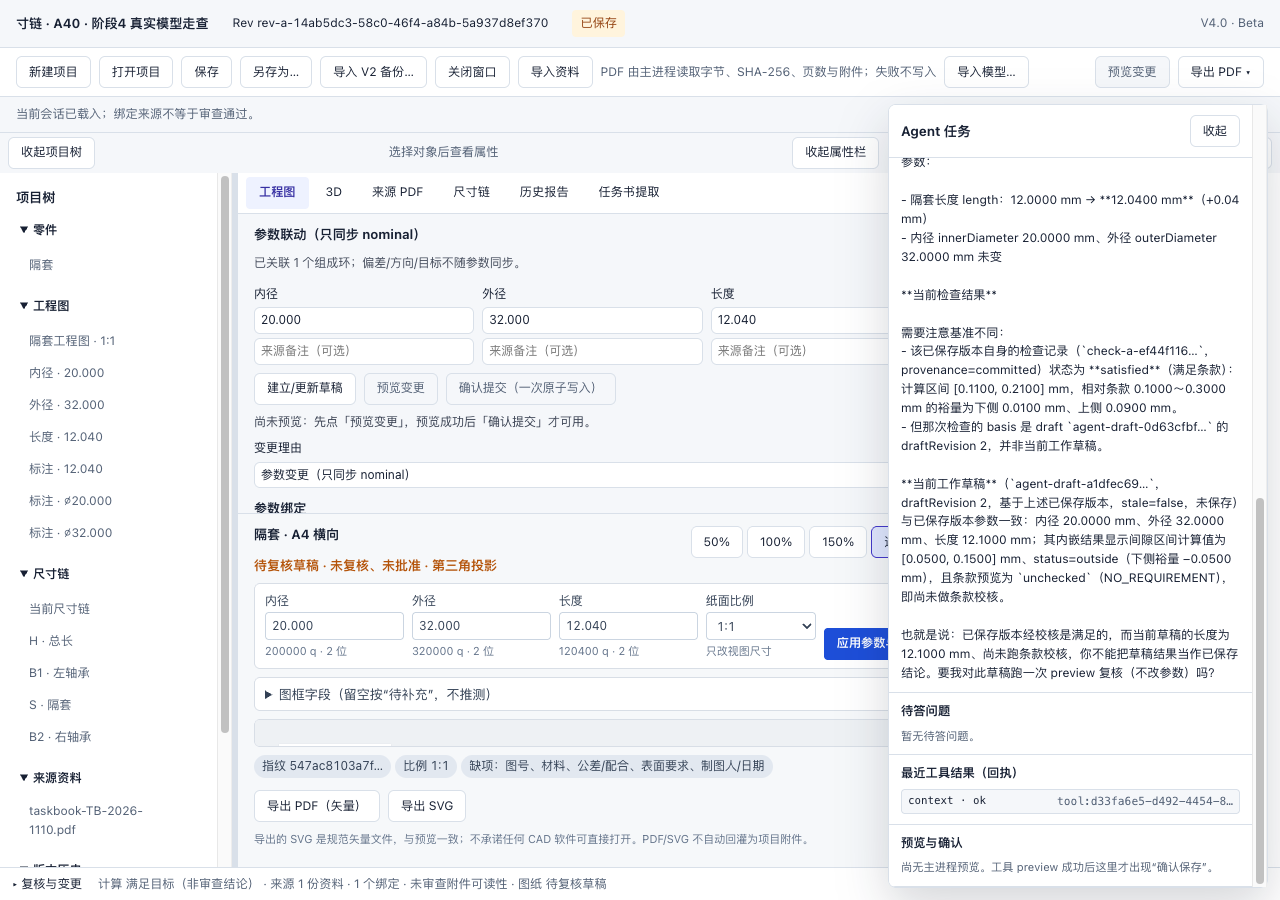 寸链 · A40 · 阶段4 真实模型走查
Rev rev-a-14ab5dc3-58c0-46f4-a84b-5a937d8ef370
已保存
V4.0 · Beta
新建项目
打开项目
保存
另存为...
导入 V2 备份...
关闭窗口
导入资料
PDF 由主进程读取字节、SHA-256、页数与附件；失败不写入
导入模型...
预览变更
导出 PDF ▾
当前会话已载入；绑定来源不等于审查通过。
收起项目树
选择对象后查看属性
收起属性栏
项目树
▼ 零件
隔套
▼ 工程图
隔套工程图 · 1:1
内径 · 20.000
外径 · 32.000
长度 · 12.040
标注 · 12.040
标注 · ⌀20.000
标注 · ⌀32.000
▼ 尺寸链
当前尺寸链
H · 总长
B1 · 左轴承
S · 隔套
B2 · 右轴承
▼ 来源资料
taskbook-TB-2026-
1110.pdf
工程图
3D
来源 PDF
尺寸链
历史报告
任务书提取
参数联动（只同步 nominal）
已关联 1 个组成环；偏差/方向/目标不随参数同步。
内径
外径
长度
20.000
32.000
12.040
来源备注（可选）
来源备注（可选）
来源备注（可选）
建立/更新草稿
预览变更
确认提交（一次原子写入）
尚未预览：先点「预览变更」，预览成功后「确认提交」才可用。
变更理由
参数变更（只同步 nominal）
参数绑定
隔套 · A4 横向
50%
100%
150%
待复核草稿 · 未复核、未批准 · 第三角投影
内径
外径
长度
纸面比例
20.000
32.000
12.040
1:1
应用参数
200000 q · 2 位
320000 q · 2 位
120400 q · 2 位
只改视图尺寸
▶ 图框字段（留空按“待补充”，不推测）
指纹 547ac8103a7f...
比例 1:1
缺项：图号、材料、公差/配合、表面要求、制图人/日期
导出 PDF（矢量）
导出 SVG
导出的 SVG 是规范矢量文件，与预览一致；不承诺任何 CAD 软件可直接打开。PDF/SVG 不自动回灌为项目附件。
Agent 任务
收起
参数：
- 隔套长度 length：12.0000 mm → **12.0400 mm**（+0.04
mm）
- 内径 innerDiameter 20.0000 mm、外径 outerDiameter
32.0000 mm 未变
**当前检查结果**
需要注意基准不同：
- 该已保存版本自身的检查记录（`check-a-ef44f116...`，
provenance=committed）状态为 **satisfied**（满足条款）：
计算区间 [0.1100, 0.2100] mm，相对条款 0.1000～0.3000
mm 的裕量为下侧 0.0100 mm、上侧 0.0900 mm。
- 但那次检查的 basis 是 draft `agent-draft-0d63cfbf...` 的
draftRevision 2，并非当前工作草稿。
**当前工作草稿**（`agent-draft-a1dfec69...`，
draftRevision 2，基于上述已保存版本，stale=false，未保存）
与已保存版本参数一致：内径 20.0000 mm、外径 32.0000
mm、长度 12.1000 mm；其内嵌结果显示间隙区间计算值为
[0.0500, 0.1500] mm、status=outside（下侧裕量 −0.0500
mm），且条款预览为 `unchecked`（NO_REQUIREMENT），
即尚未做条款校核。
也就是说：已保存版本经校核是满足的，而当前草稿的长度为
12.1000 mm、尚未跑条款校核，你不能把草稿结果当作已保存
结论。要我对此草稿跑一次 preview 复核（不改参数）吗？
待答问题
暂无待答问题。
最近工具结果（回执）
context · ok
tool:d33fa6e5-d492-4454-8...
预览与确认
尚无主进程预览。工具 preview 成功后这里才出现“确认保存”。
▸ 复核与变更
计算 满足目标（非审查结论） · 来源 1 份资料 · 1 个绑定 · 未审查附件可读性 · 图纸 待复核草稿